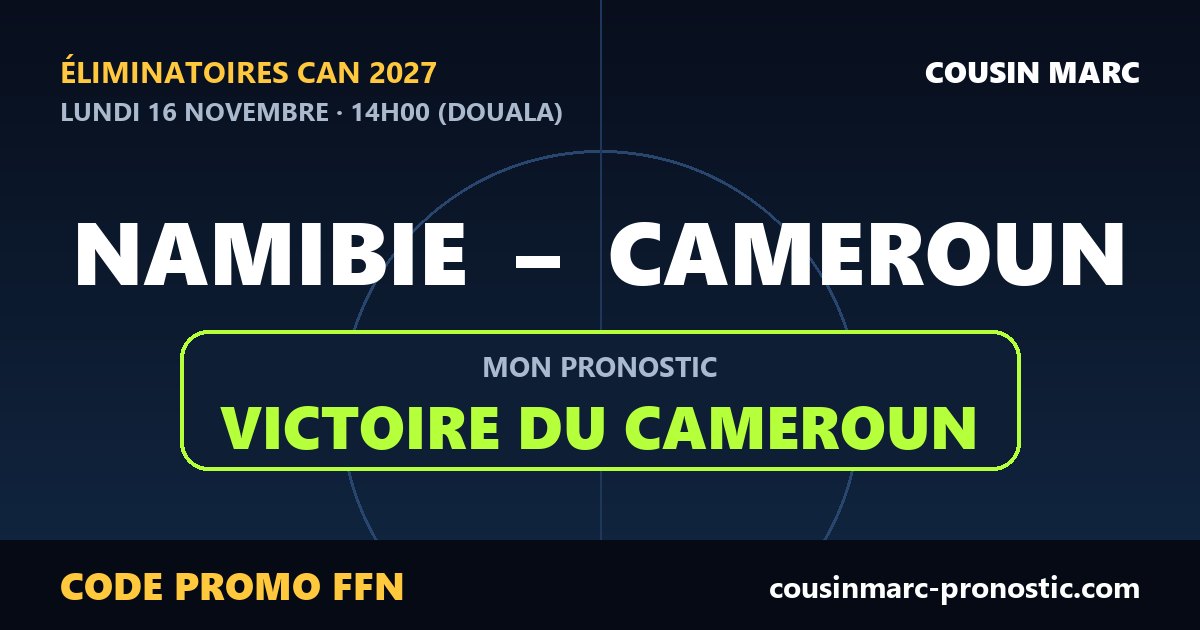 ÉLIMINATOIRES CAN 2027
COUSIN MARC
LUNDI 16 NOVEMBRE · 14H00 (DOUALA)
NAMIBIE – CAMEROUN
MON PRONOSTIC
VICTOIRE DU CAMEROUN
CODE PROMO FFN
cousinmarc-pronostic.com